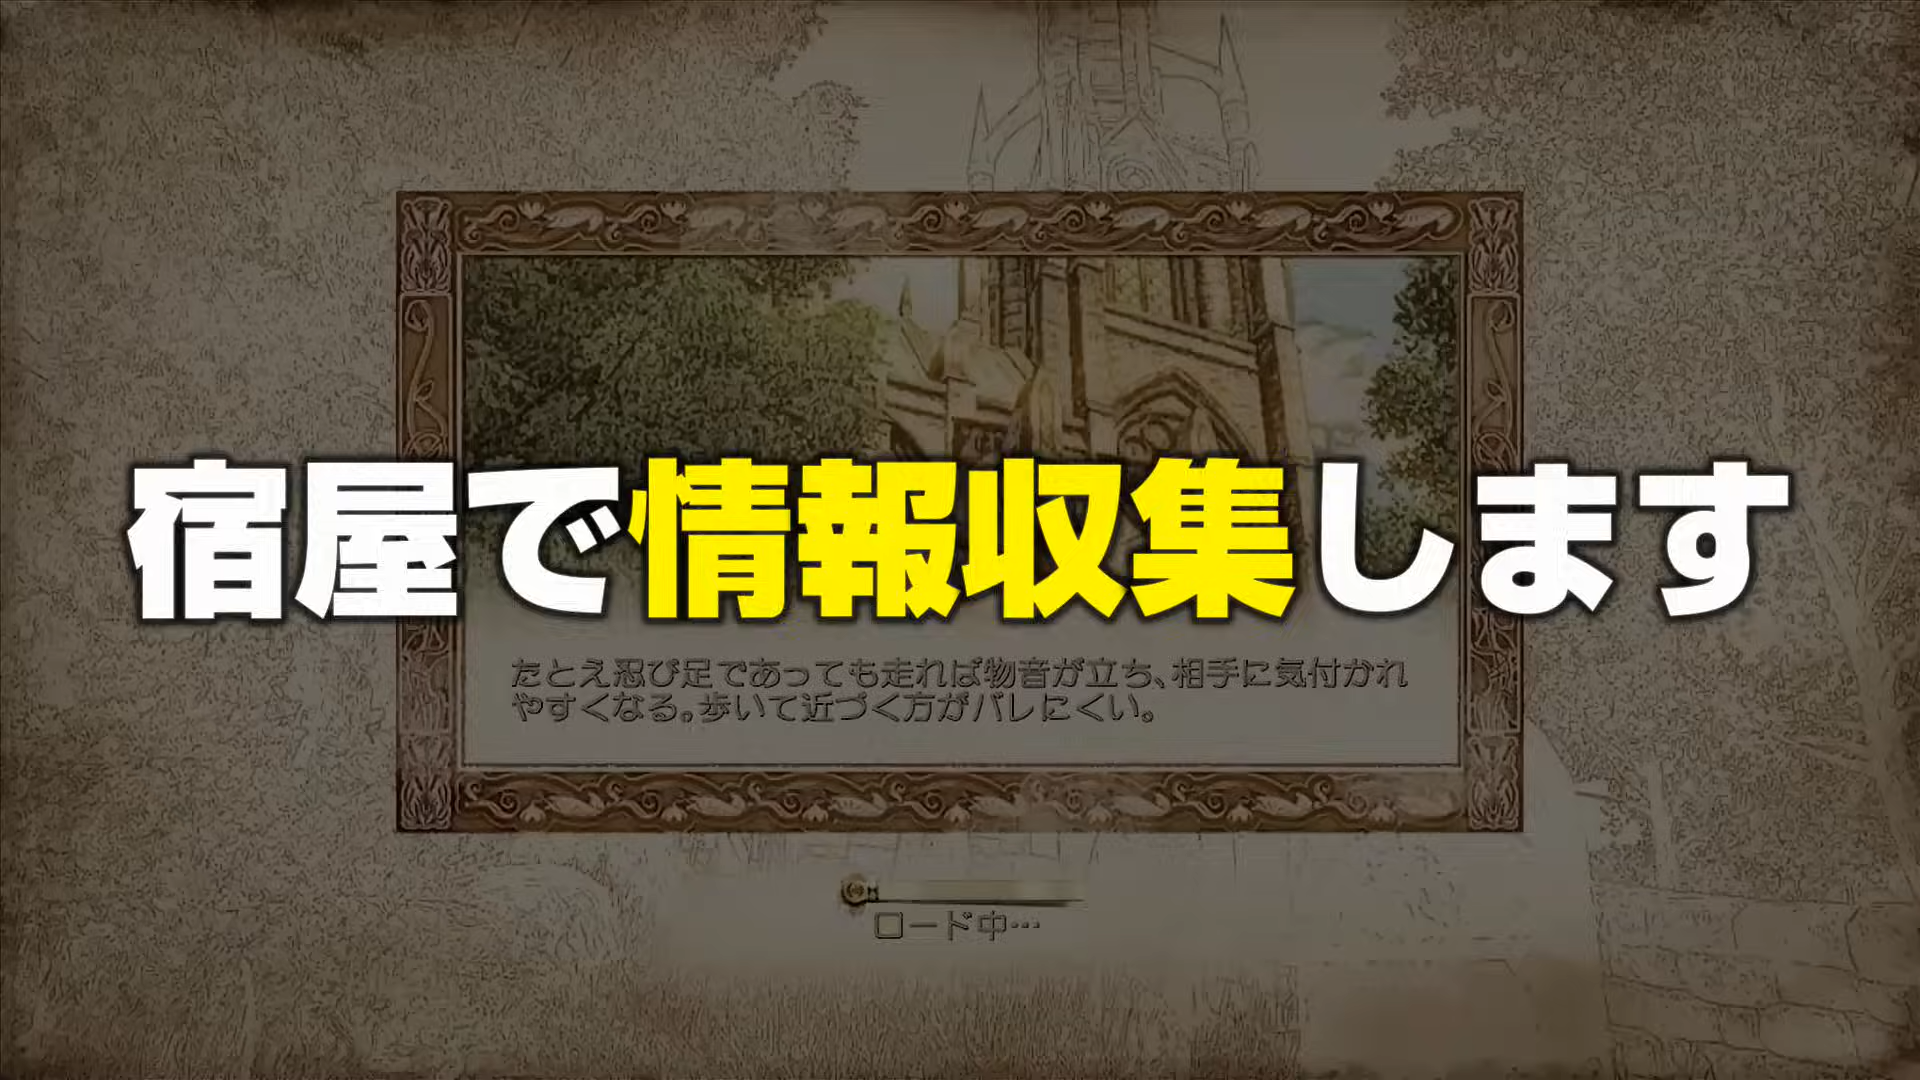 宿屋で情報収集します
たとえ忍び足であっても走れば物音が立ち、相手に気付かれ
やすくなる。歩いて近づく方がバレにくい。
ロード中…